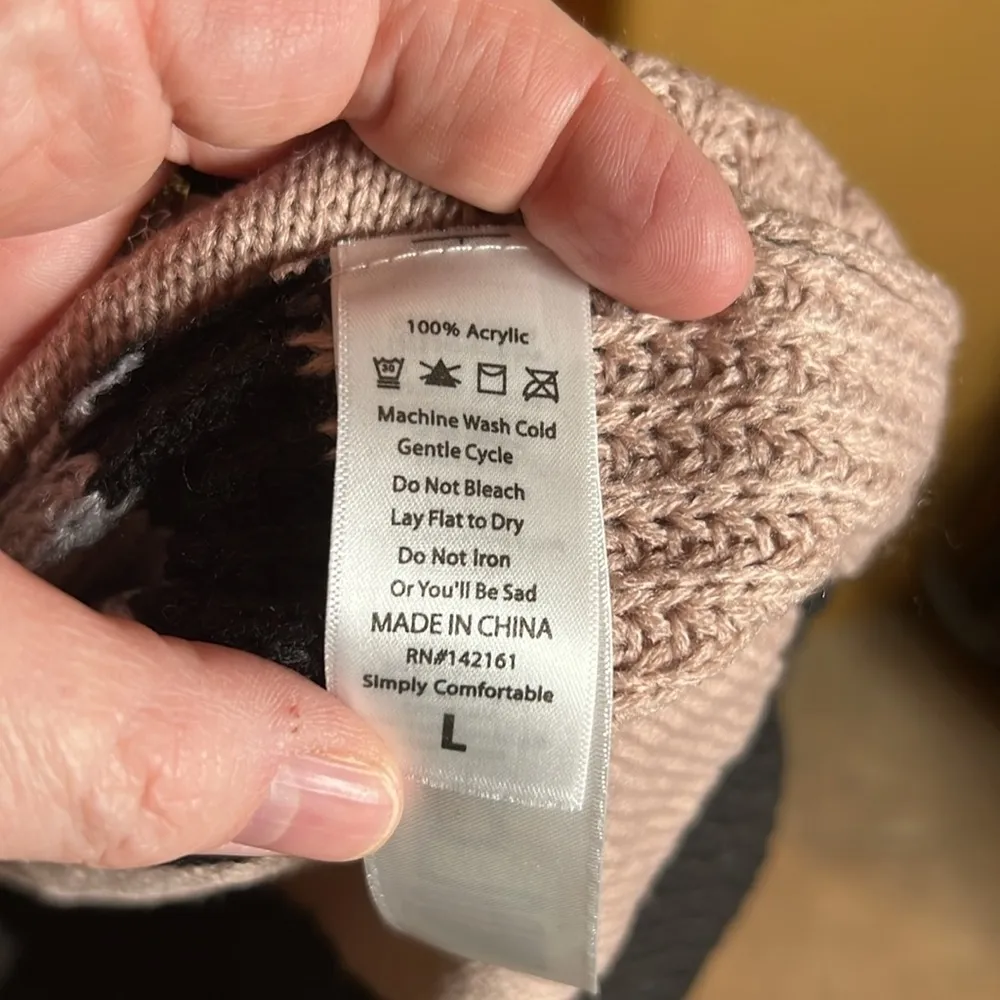 100% Acrylic
30
Machine Wash Cold
Gentle Cycle
Do Not Bleach
Lay Flat to Dry
Do Not Iron
Or You'll Be Sad
MADE IN CHINA
RN#142161
Simply Comfortable
L